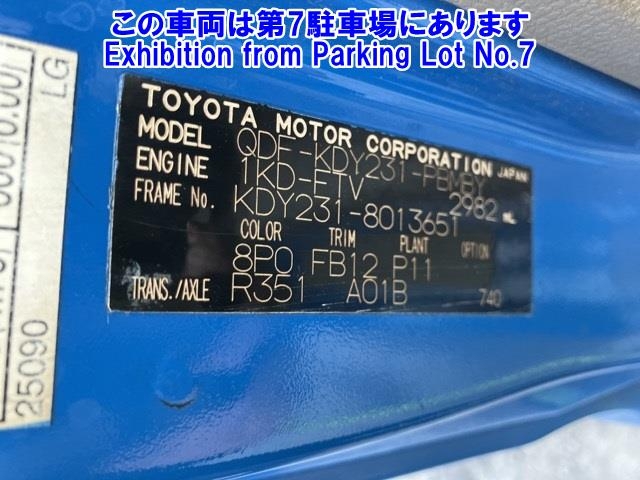 この車両は第7駐車場にあります
Exhibition from Parking Lot No.7
TOYOTA MOTOR CORPORATION JAPAN
MODEL QDF-KDY231-PBMBY
ENGINE 1KD-FTV 2982 mL
FRAME No. KDY231-8013651
COLOR TRIM PLANT OPTION
8P0 FB12 P11
TRANS./AXLE R351 A01B 740
LG
25090